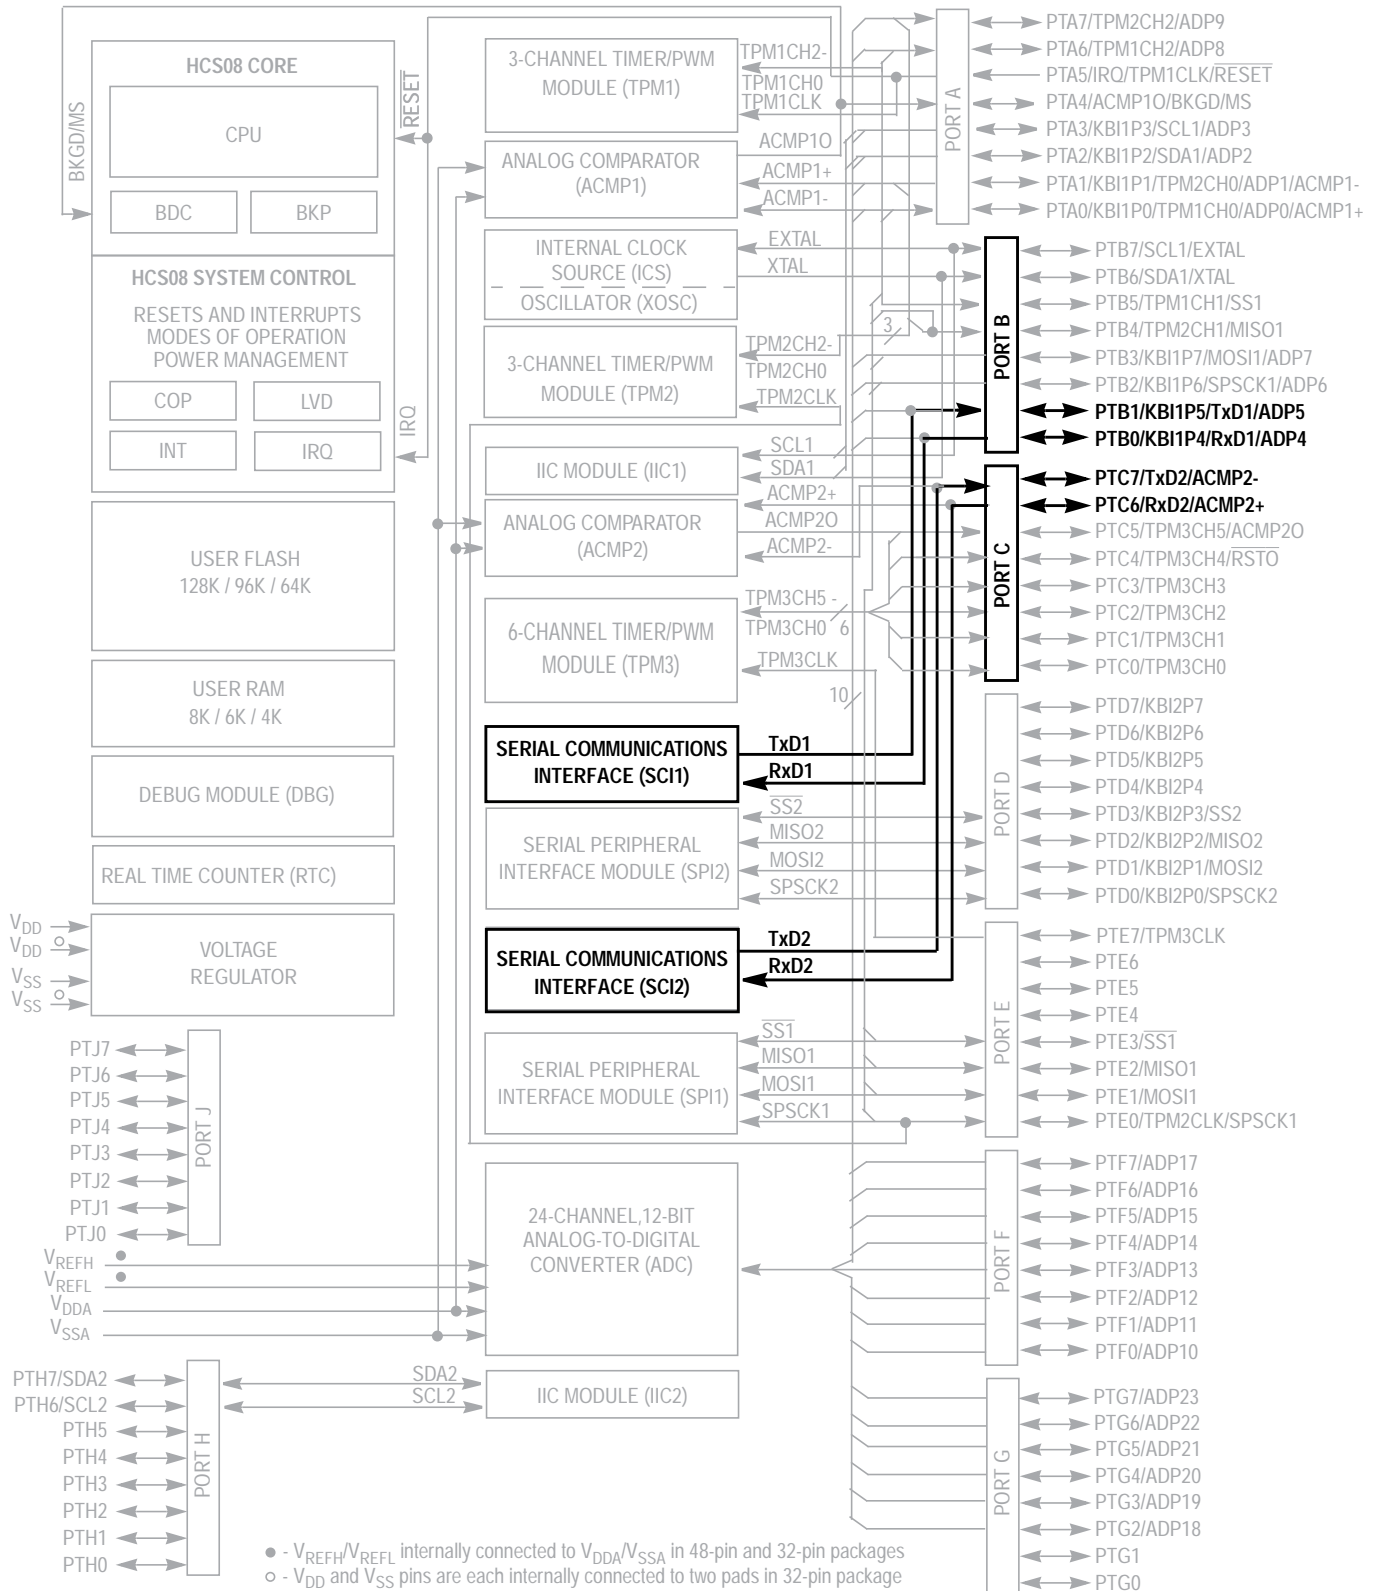 HCS08 CORE
CPU
BDC
BKP
BKGD/MS
RESET
HCS08 SYSTEM CONTROL
RESETS AND INTERRUPTS
MODES OF OPERATION
POWER MANAGEMENT
COP
LVD
INT
IRQ
IRQ
USER FLASH
128K / 96K / 64K
USER RAM
8K / 6K / 4K
DEBUG MODULE (DBG)
REAL TIME COUNTER (RTC)
VDD
VDD
VSS
VSS
VOLTAGE
REGULATOR
PTJ7
PTJ6
PTJ5
PTJ4
PTJ3
PTJ2
PTJ1
PTJ0
PORT J
VREFH
VREFL
VDDA
VSSA
PTH7/SDA2
PTH6/SCL2
PTH5
PTH4
PTH3
PTH2
PTH1
PTH0
PORT H
3-CHANNEL TIMER/PWM
MODULE (TPM1)
TPM1CH2-
TPM1CH0
TPM1CLK
ANALOG COMPARATOR
(ACMP1)
ACMP1O
ACMP1+
ACMP1-
INTERNAL CLOCK
SOURCE (ICS)
OSCILLATOR (XOSC)
EXTAL
XTAL
3-CHANNEL TIMER/PWM
MODULE (TPM2)
TPM2CH2-
TPM2CH0
TPM2CLK
3
IIC MODULE (IIC1)
SCL1
SDA1
ANALOG COMPARATOR
(ACMP2)
ACMP2+
ACMP2O
ACMP2-
6-CHANNEL TIMER/PWM
MODULE (TPM3)
TPM3CH5 -
TPM3CH0 6
TPM3CLK
10
SERIAL COMMUNICATIONS
INTERFACE (SCI1)
TxD1
RxD1
SERIAL PERIPHERAL
INTERFACE MODULE (SPI2)
SS2
MISO2
MOSI2
SPSCK2
SERIAL COMMUNICATIONS
INTERFACE (SCI2)
TxD2
RxD2
SERIAL PERIPHERAL
INTERFACE MODULE (SPI1)
SS1
MISO1
MOSI1
SPSCK1
24-CHANNEL,12-BIT
ANALOG-TO-DIGITAL
CONVERTER (ADC)
IIC MODULE (IIC2)
SDA2
SCL2
PORT A
PTA7/TPM2CH2/ADP9
PTA6/TPM1CH2/ADP8
PTA5/IRQ/TPM1CLK/RESET
PTA4/ACMP1O/BKGD/MS
PTA3/KBI1P3/SCL1/ADP3
PTA2/KBI1P2/SDA1/ADP2
PTA1/KBI1P1/TPM2CH0/ADP1/ACMP1-
PTA0/KBI1P0/TPM1CH0/ADP0/ACMP1+
PORT B
PTB7/SCL1/EXTAL
PTB6/SDA1/XTAL
PTB5/TPM1CH1/SS1
PTB4/TPM2CH1/MISO1
PTB3/KBI1P7/MOSI1/ADP7
PTB2/KBI1P6/SPSCK1/ADP6
PTB1/KBI1P5/TxD1/ADP5
PTB0/KBI1P4/RxD1/ADP4
PORT C
PTC7/TxD2/ACMP2-
PTC6/RxD2/ACMP2+
PTC5/TPM3CH5/ACMP2O
PTC4/TPM3CH4/RSTO
PTC3/TPM3CH3
PTC2/TPM3CH2
PTC1/TPM3CH1
PTC0/TPM3CH0
PORT D
PTD7/KBI2P7
PTD6/KBI2P6
PTD5/KBI2P5
PTD4/KBI2P4
PTD3/KBI2P3/SS2
PTD2/KBI2P2/MISO2
PTD1/KBI2P1/MOSI2
PTD0/KBI2P0/SPSCK2
PORT E
PTE7/TPM3CLK
PTE6
PTE5
PTE4
PTE3/SS1
PTE2/MISO1
PTE1/MOSI1
PTE0/TPM2CLK/SPSCK1
PORT F
PTF7/ADP17
PTF6/ADP16
PTF5/ADP15
PTF4/ADP14
PTF3/ADP13
PTF2/ADP12
PTF1/ADP11
PTF0/ADP10
PORT G
PTG7/ADP23
PTG6/ADP22
PTG5/ADP21
PTG4/ADP20
PTG3/ADP19
PTG2/ADP18
PTG1
PTG0
● - VREFH/VREFL internally connected to VDDA/VSSA in 48-pin and 32-pin packages
○ - VDD and VSS pins are each internally connected to two pads in 32-pin package